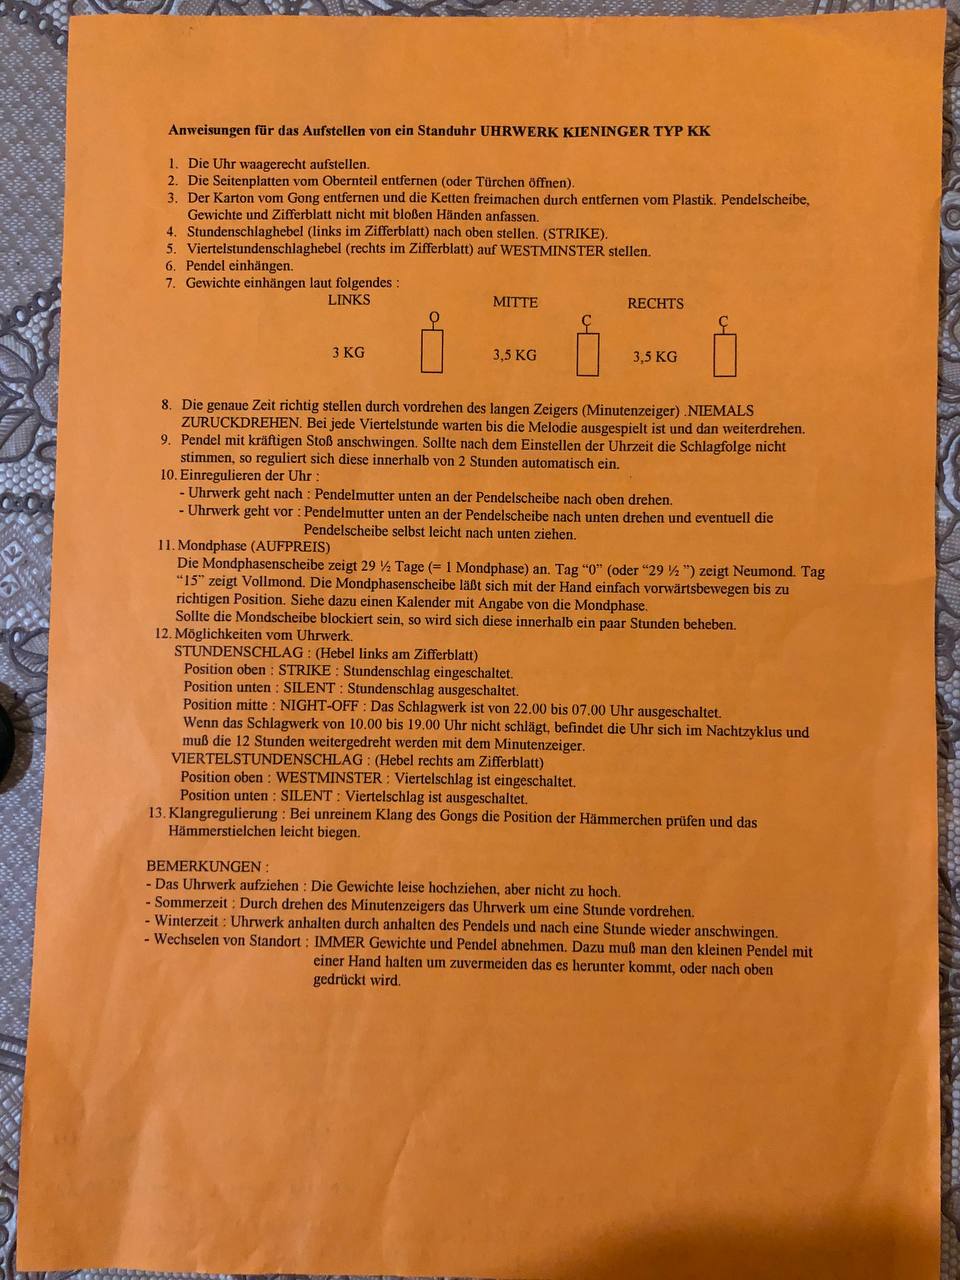 Anweisungen für das Aufstellen von ein Standuhr UHRWERK KIENINGER TYP KK
1. Die Uhr waagerecht aufstellen.
2. Die Seitenplatten vom Obernteil entfernen (oder Türchen öffnen).
3. Der Karton vom Gong entfernen und die Ketten freimachen durch entfernen vom Plastik. Pendelscheibe,
Gewichte und Zifferblatt nicht mit bloßen Händen anfassen.
4. Stundenschlaghebel (links im Zifferblatt) nach oben stellen. (STRIKE).
5. Viertelstundenschlaghebel (rechts im Zifferblatt) auf WESTMINSTER stellen.
6. Pendel einhängen.
7. Gewichte einhängen laut folgendes :
LINKS MITTE RECHTS
3 KG 3,5 KG 3,5 KG
8. Die genaue Zeit richtig stellen durch vordrehen des langen Zeigers (Minutenzeiger) .NIEMALS
ZURUCKDREHEN. Bei jede Viertelstunde warten bis die Melodie ausgespielt ist und dan weiterdrehen.
9. Pendel mit kräftigen Stoß anschwingen. Sollte nach dem Einstellen der Uhrzeit die Schlagfolge nicht
stimmen, so reguliert sich diese innerhalb von 2 Stunden automatisch ein.
10. Einregulieren der Uhr :
- Uhrwerk geht nach : Pendelmutter unten an der Pendelscheibe nach oben drehen.
- Uhrwerk geht vor : Pendelmutter unten an der Pendelscheibe nach unten drehen und eventuell die
Pendelscheibe selbst leicht nach unten ziehen.
11. Mondphase (AUFPREIS)
Die Mondphasenscheibe zeigt 29 ½ Tage (= 1 Mondphase) an. Tag “0” (oder “29 ½ ”) zeigt Neumond. Tag
“15” zeigt Vollmond. Die Mondphasenscheibe läßt sich mit der Hand einfach vorwärtsbewegen bis zu
richtigen Position. Siehe dazu einen Kalender mit Angabe von die Mondphase.
Sollte die Mondscheibe blockiert sein, so wird sich diese innerhalb ein paar Stunden beheben.
12. Möglichkeiten vom Uhrwerk.
STUNDENSCHLAG : (Hebel links am Zifferblatt)
Position oben : STRIKE : Stundenschlag eingeschaltet.
Position unten : SILENT : Stundenschlag ausgeschaltet.
Position mitte : NIGHT-OFF : Das Schlagwerk ist von 22.00 bis 07.00 Uhr ausgeschaltet.
Wenn das Schlagwerk von 10.00 bis 19.00 Uhr nicht schlägt, befindet die Uhr sich im Nachtzyklus und
muß die 12 Stunden weitergedreht werden mit dem Minutenzeiger.
VIERTELSTUNDENSCHLAG : (Hebel rechts am Zifferblatt)
Position oben : WESTMINSTER : Viertelschlag ist eingeschaltet.
Position unten : SILENT : Viertelschlag ist ausgeschaltet.
13. Klangregulierung : Bei unreinem Klang des Gongs die Position der Hämmerchen prüfen und das
Hämmerstielchen leicht biegen.
BEMERKUNGEN :
- Das Uhrwerk aufziehen : Die Gewichte leise hochziehen, aber nicht zu hoch.
- Sommerzeit : Durch drehen des Minutenzeigers das Uhrwerk um eine Stunde vordrehen.
- Winterzeit : Uhrwerk anhalten durch anhalten des Pendels und nach eine Stunde wieder anschwingen.
- Wechselen von Standort : IMMER Gewichte und Pendel abnehmen. Dazu muß man den kleinen Pendel mit
einer Hand halten um zuvermeiden das es herunter kommt, oder nach oben
gedrückt wird.